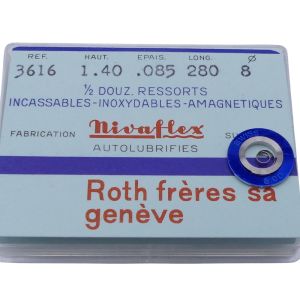 REF. HAUT. EPAIS. LONG. Ø
3616 1.40 .085 280 8
½ DOUZ. RESSORTS
INCASSABLES-INOXYDABLES-AMAGNETIQUES
FABRICATION Nivaflex SU
AUTOLUBRIFIES
Roth frères sa
genève